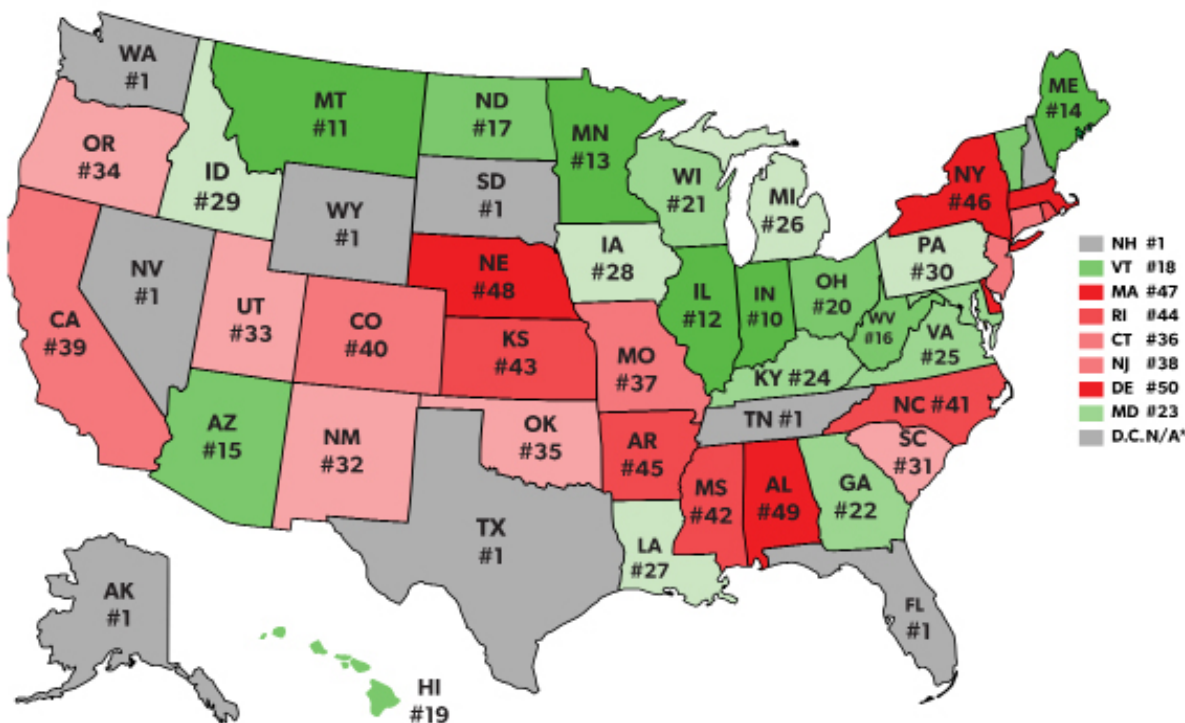 WA
#1
OR
#34
CA
#39
NV
#1
ID
#29
MT
#11
WY
#1
UT
#33
AZ
#15
CO
#40
NM
#32
ND
#17
SD
#1
NE
#48
KS
#43
OK
#35
TX
#1
MN
#13
IA
#28
MO
#37
AR
#45
LA
#27
WI
#21
IL
#12
MI
#26
IN
#10
OH
#20
KY #24
TN #1
MS
#42
AL
#49
GA
#22
FL
#1
SC
#31
NC #41
VA
#25
WV
#16
PA
#30
NY
#46
ME
#14
AK
#1
HI
#19
NH #1
VT #18
MA #47
RI #44
CT #36
NJ #38
DE #50
MD #23
D.C.N/A*